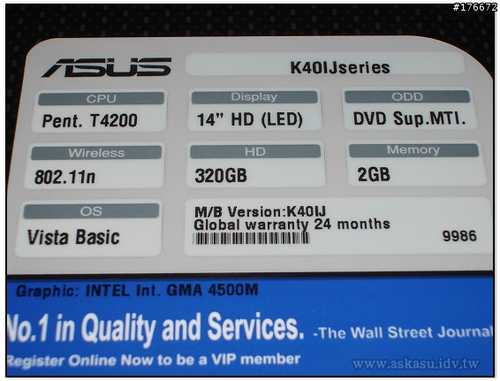 #176672
ASUS
K40IJseries
CPU Display ODD
Pent. T4200 14" HD (LED) DVD Sup.MTI.
Wireless HD Memory
802.11n 320GB 2GB
OS
Vista Basic
M/B Version:K40IJ
Global warranty 24 months
9986
Graphic: INTEL Int. GMA 4500M
No.1 in Quality and Services. -The Wall Street Journal
Register Online Now to be a VIP member
www.askasu.idv.tw